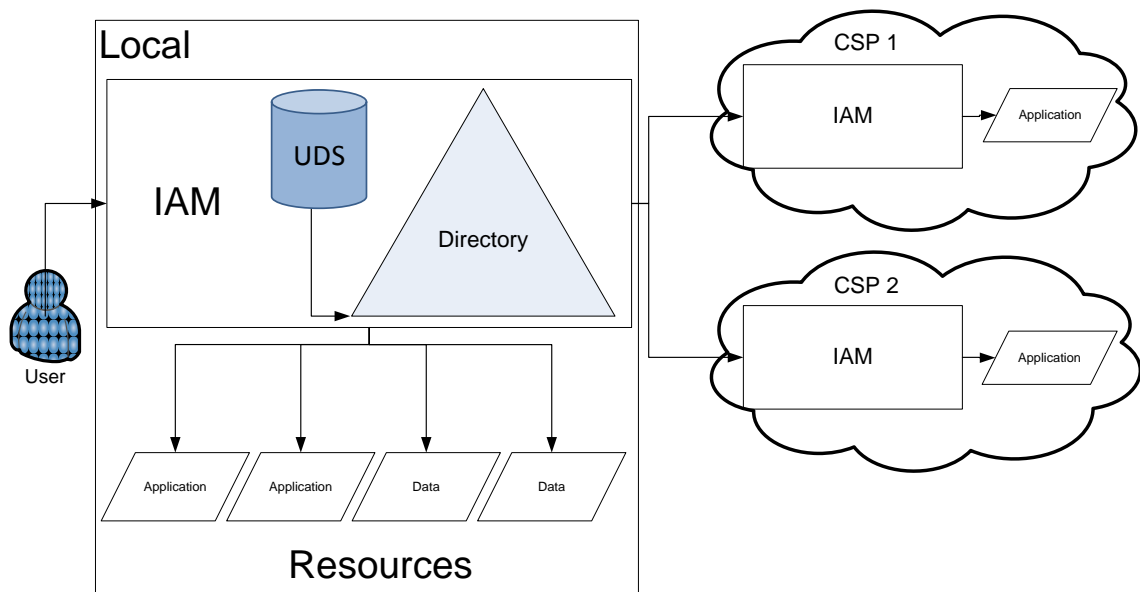 Local
IAM
UDS
Directory
User
Application
Application
Data
Data
Resources
CSP 1
IAM
Application
CSP 2
IAM
Application